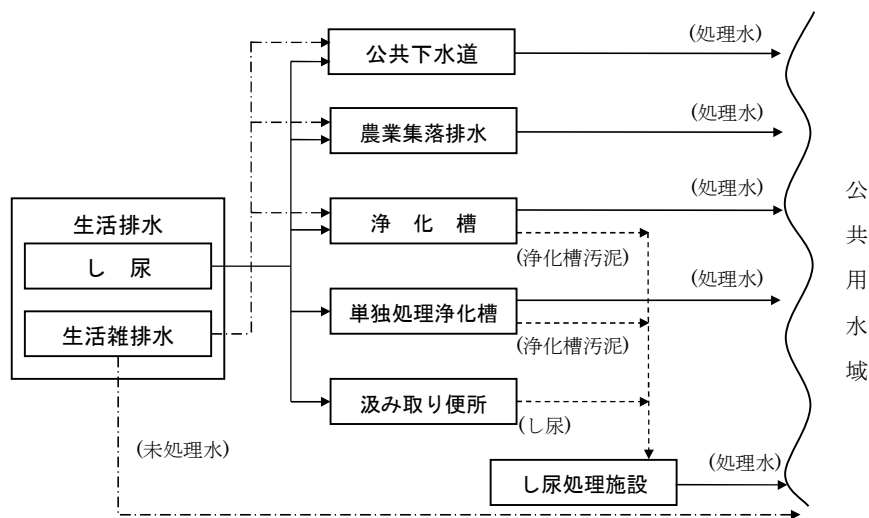 (処理水)
公共下水道
(処理水)
農業集落排水
(処理水)
生活排水
浄　化　槽
し　尿
(浄化槽汚泥)
(処理水)
単独処理浄化槽
生活雑排水
(浄化槽汚泥)
汲み取り便所
(し尿)
(未処理水)
(処理水)
し尿処理施設
公共用水域